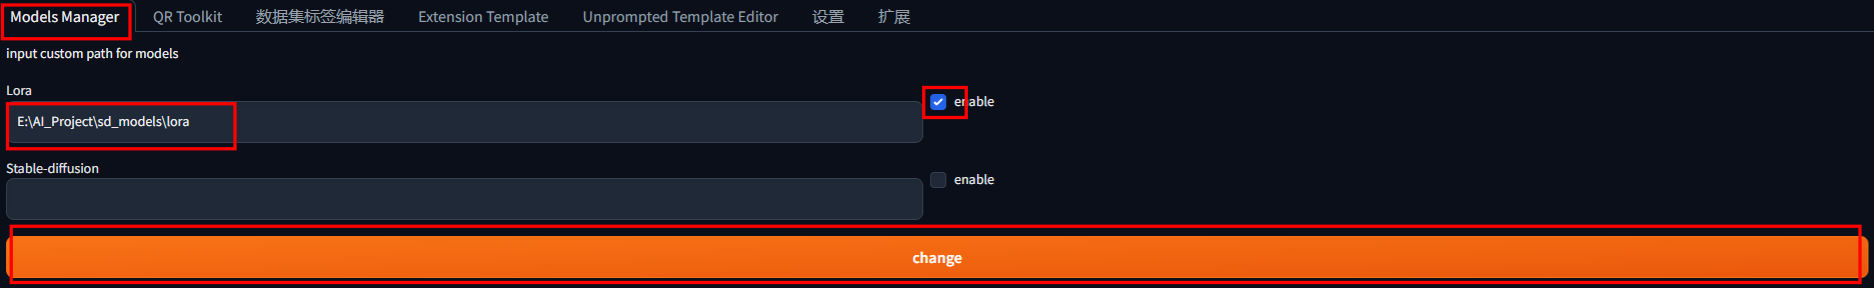 Models Manager QR Toolkit 数据集标签编辑器 Extension Template Unprompted Template Editor 设置 扩展
input custom path for models
Lora
enable
E:\AI_Project\sd_models\lora
Stable-diffusion
enable
change